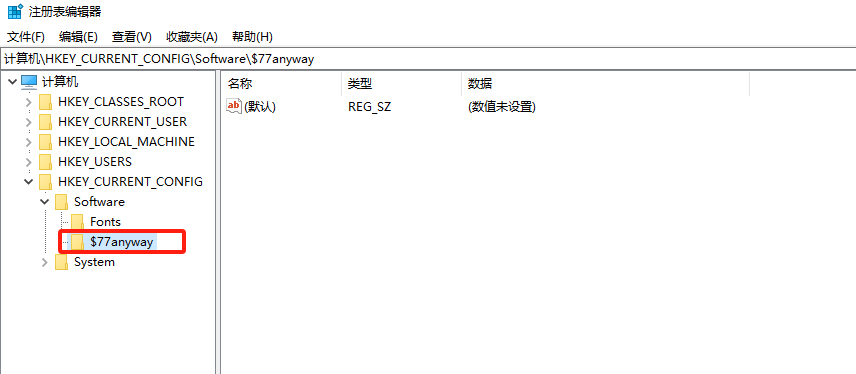 注册表编辑器
文件(F) 编辑(E) 查看(V) 收藏夹(A) 帮助(H)
计算机\HKEY_CURRENT_CONFIG\Software\$77anyway
计算机
HKEY_CLASSES_ROOT
HKEY_CURRENT_USER
HKEY_LOCAL_MACHINE
HKEY_USERS
HKEY_CURRENT_CONFIG
Software
Fonts
$77anyway
System
名称 类型 数据
ab (默认) REG_SZ (数值未设置)